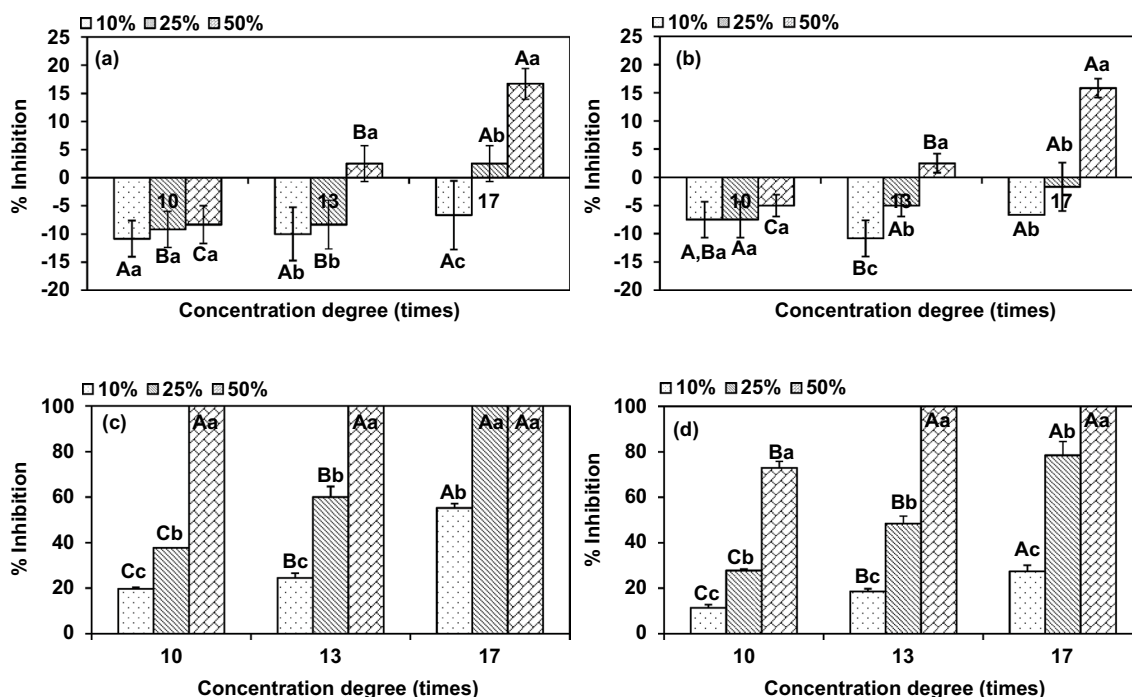 10% 25% 50%
(a)
% Inhibition
25
20
15
10
5
0
-5
-10
-15
-20
10
13
17
Aa
Ba
Ca
Ab
Bb
Ba
Ac
Ab
Aa
Concentration degree (times)
10% 25% 50%
(b)
% Inhibition
25
20
15
10
5
0
-5
-10
-15
-20
10
13
17
A,Ba
Aa
Ca
Bc
Ab
Ba
Ab
Ab
Aa
Concentration degree (times)
10% 25% 50%
(c)
% Inhibition
100
80
60
40
20
0
Cc
Cb
Aa
Bc
Bb
Aa
Ab
Aa
Aa
10 13 17
Concentration degree (times)
10% 25% 50%
(d)
% Inhibition
100
80
60
40
20
0
Cc
Cb
Ba
Bc
Bb
Aa
Ac
Ab
Aa
10 13 17
Concentration degree (times)